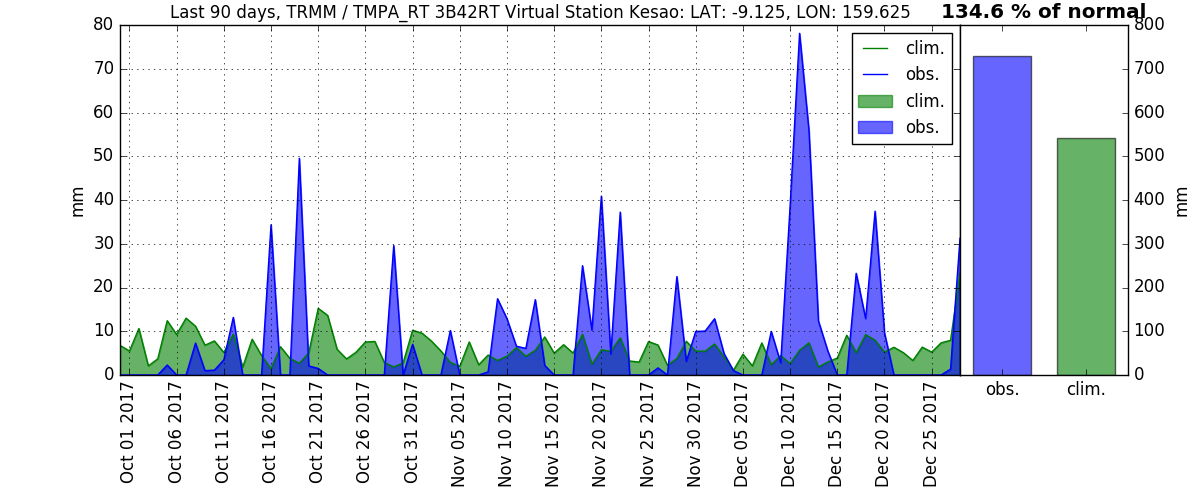 Last 90 days, TRMM / TMPA_RT 3B42RT Virtual Station Kesao: LAT: -9.125, LON: 159.625
134.6 % of normal
80
70
60
50
40
30
20
10
0
mm
clim.
obs.
clim.
obs.
800
700
600
500
400
300
200
100
0
mm
Oct 01 2017
Oct 06 2017
Oct 11 2017
Oct 16 2017
Oct 21 2017
Oct 26 2017
Oct 31 2017
Nov 05 2017
Nov 10 2017
Nov 15 2017
Nov 20 2017
Nov 25 2017
Nov 30 2017
Dec 05 2017
Dec 10 2017
Dec 15 2017
Dec 20 2017
Dec 25 2017
obs.
clim.